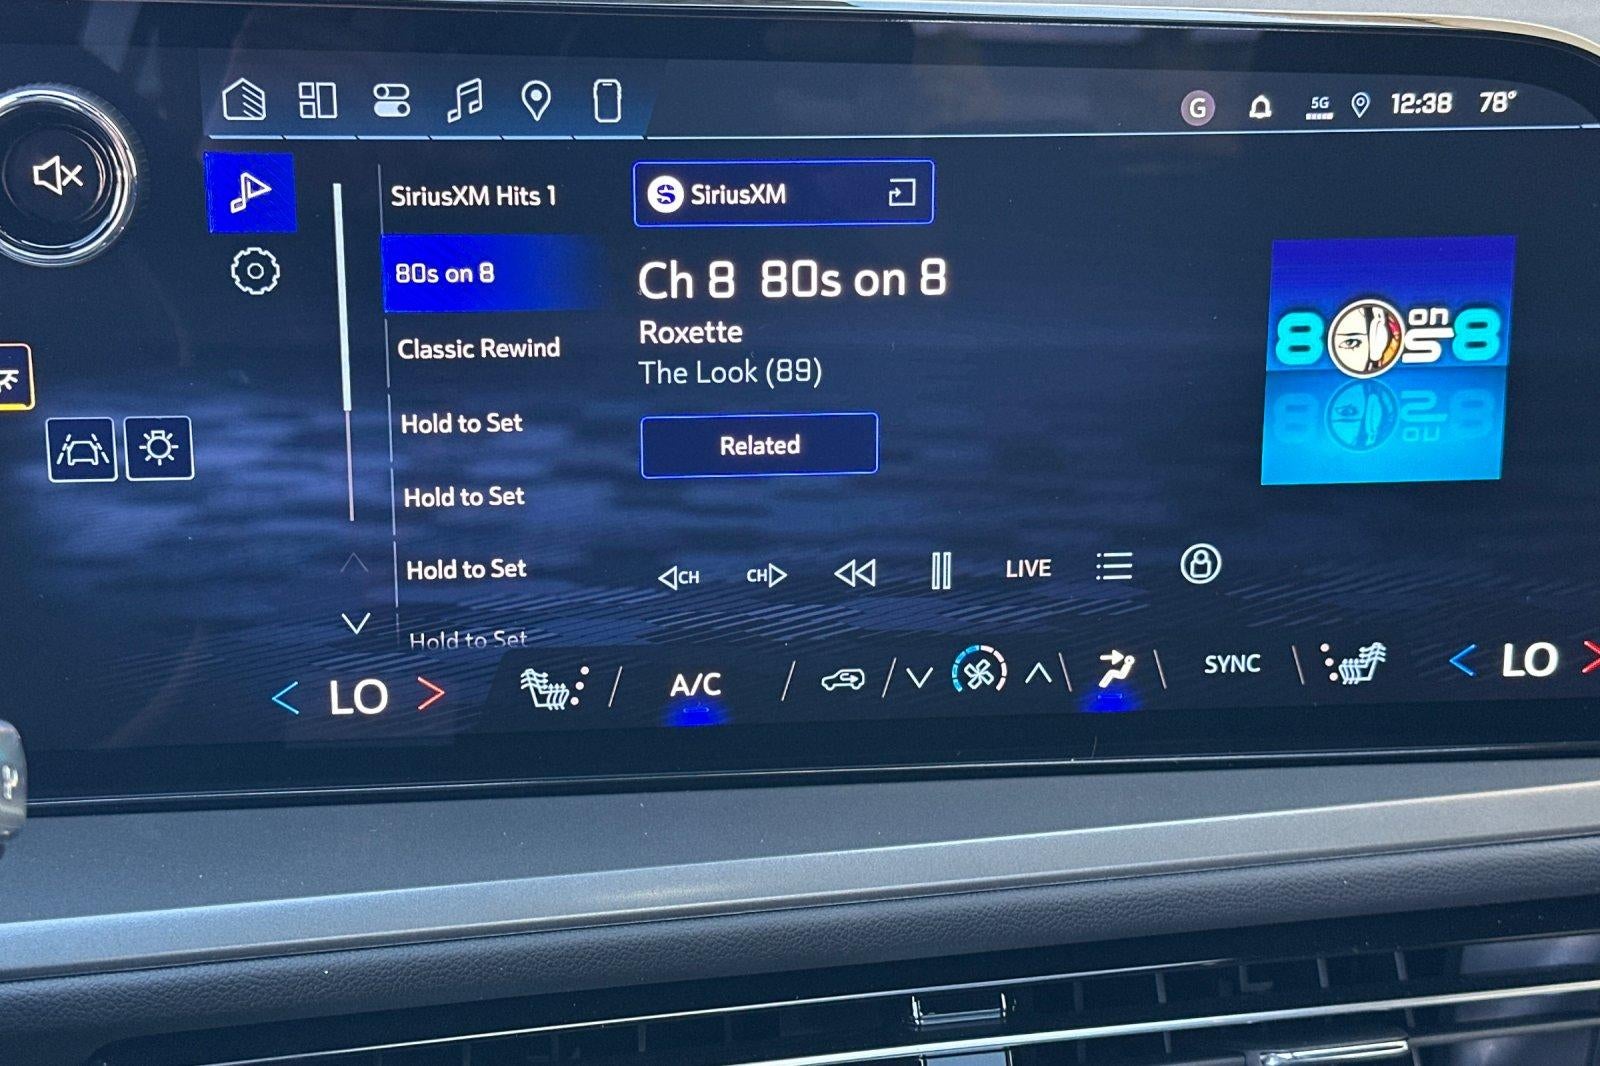 G 5G 12:38 78°
SiriusXM Hits 1
80s on 8
Classic Rewind
Hold to Set
Hold to Set
Hold to Set
Hold to Set
SiriusXM
Ch 8 80s on 8
Roxette
The Look (89)
Related
80s on 8
CH CH LIVE
LO A/C SYNC LO